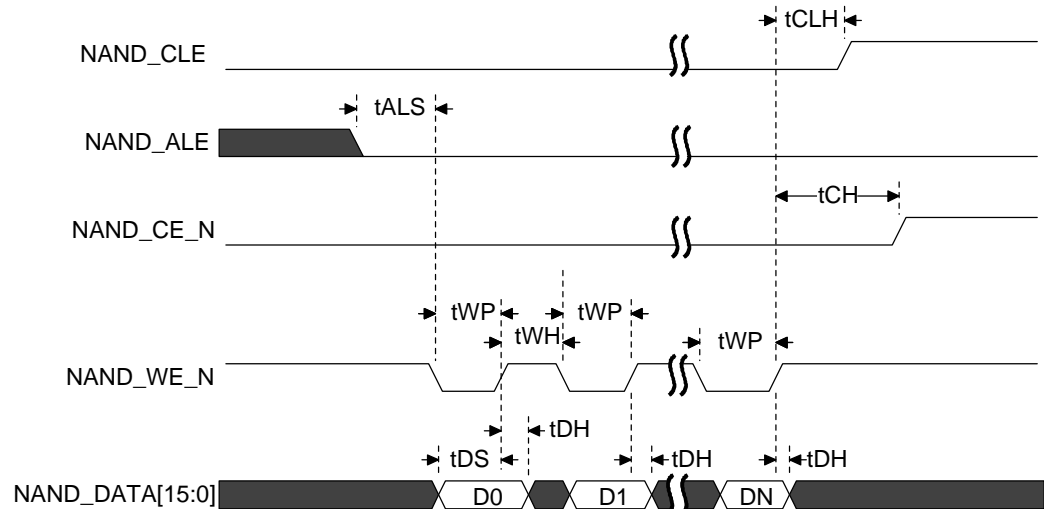 tCLH
NAND_CLE
tALS
NAND_ALE
tCH
NAND_CE_N
tWP
tWP
tWH
tWP
NAND_WE_N
tDH
tDS
tDH
tDH
NAND_DATA[15:0]
D0
D1
DN